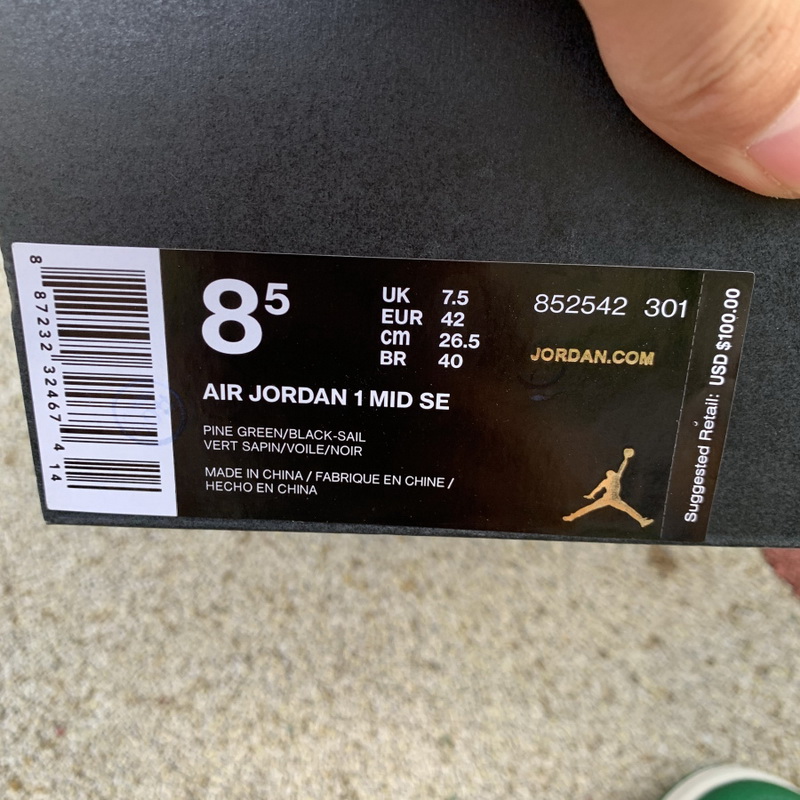 8 87232 32467 4 14
8⁵
UK 7.5
EUR 42
cm 26.5
BR 40
852542 301
JORDAN.COM
AIR JORDAN 1 MID SE
PINE GREEN/BLACK-SAIL
VERT SAPIN/VOILE/NOIR
MADE IN CHINA / FABRIQUE EN CHINE /
HECHO EN CHINA
Suggested Retail: USD $100.00